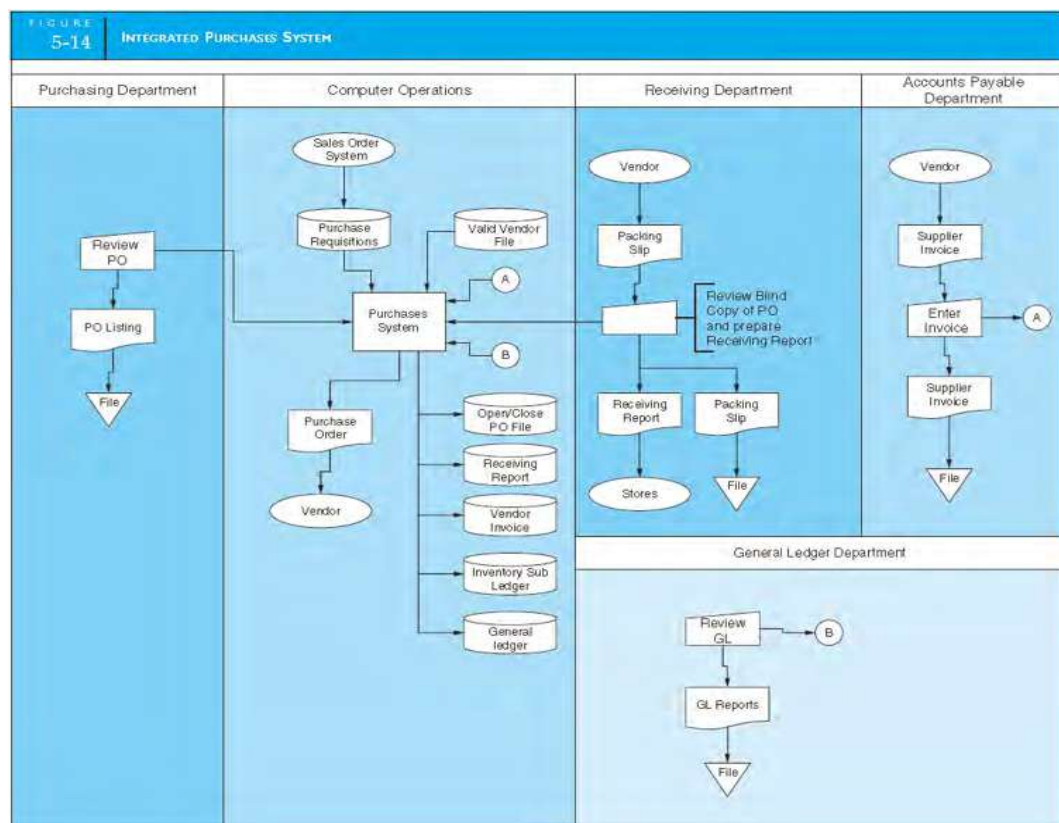 FIGURE
5-14
INTEGRATED PURCHASES SYSTEM
Purchasing Department
Computer Operations
Receiving Department
Accounts Payable
Department
Review
PO
PO Listing
File
Sales Order
System
Purchase
Requisitions
Valid Vendor
File
A
Purchases
System
B
Purchase
Order
Vendor
Open/Close
PO File
Receiving
Report
Vendor
Invoice
Inventory Sub
Ledger
General
ledger
Vendor
Packing
Slip
Review Blind
Copy of PO
and prepare
Receiving Report
Receiving
Report
Packing
Slip
Stores
File
Vendor
Supplier
Invoice
Enter
Invoice
A
Supplier
Invoice
File
General Ledger Department
Review
GL
B
GL Reports
File